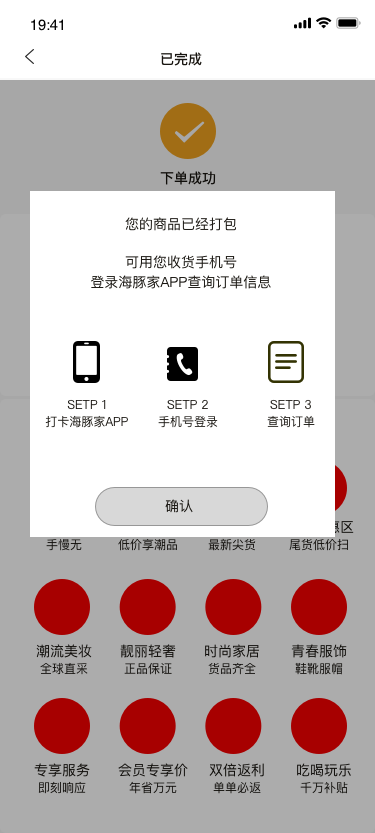 19:41
已完成
下单成功
您的商品已经打包
可用您收货手机号
登录海豚家APP查询订单信息
SETP 1 SETP 2 SETP 3
打卡海豚家APP 手机号登录 查询订单
确认
惠区
手慢无 低价享潮品 最新尖货 尾货低价扫
潮流美妆 靓丽轻奢 时尚家居 青春服饰
全球直采 正品保证 货品齐全 鞋靴服帽
专享服务 会员专享价 双倍返利 吃喝玩乐
即刻响应 年省万元 单单必返 千万补贴